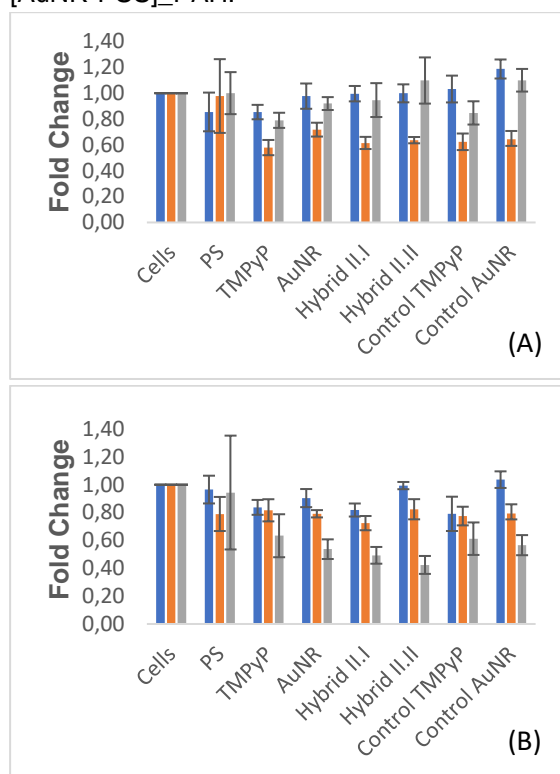 Fold Change
1,40
1,20
1,00
0,80
0,60
0,40
0,20
0,00
Cells
PS
TMPyP
AuNR
Hybrid II.I
Hybrid II.II
Control TMPyP
Control AuNR
(A)
Fold Change
1,40
1,20
1,00
0,80
0,60
0,40
0,20
0,00
Cells
PS
TMPyP
AuNR
Hybrid II.I
Hybrid II.II
Control TMPyP
Control AuNR
(B)